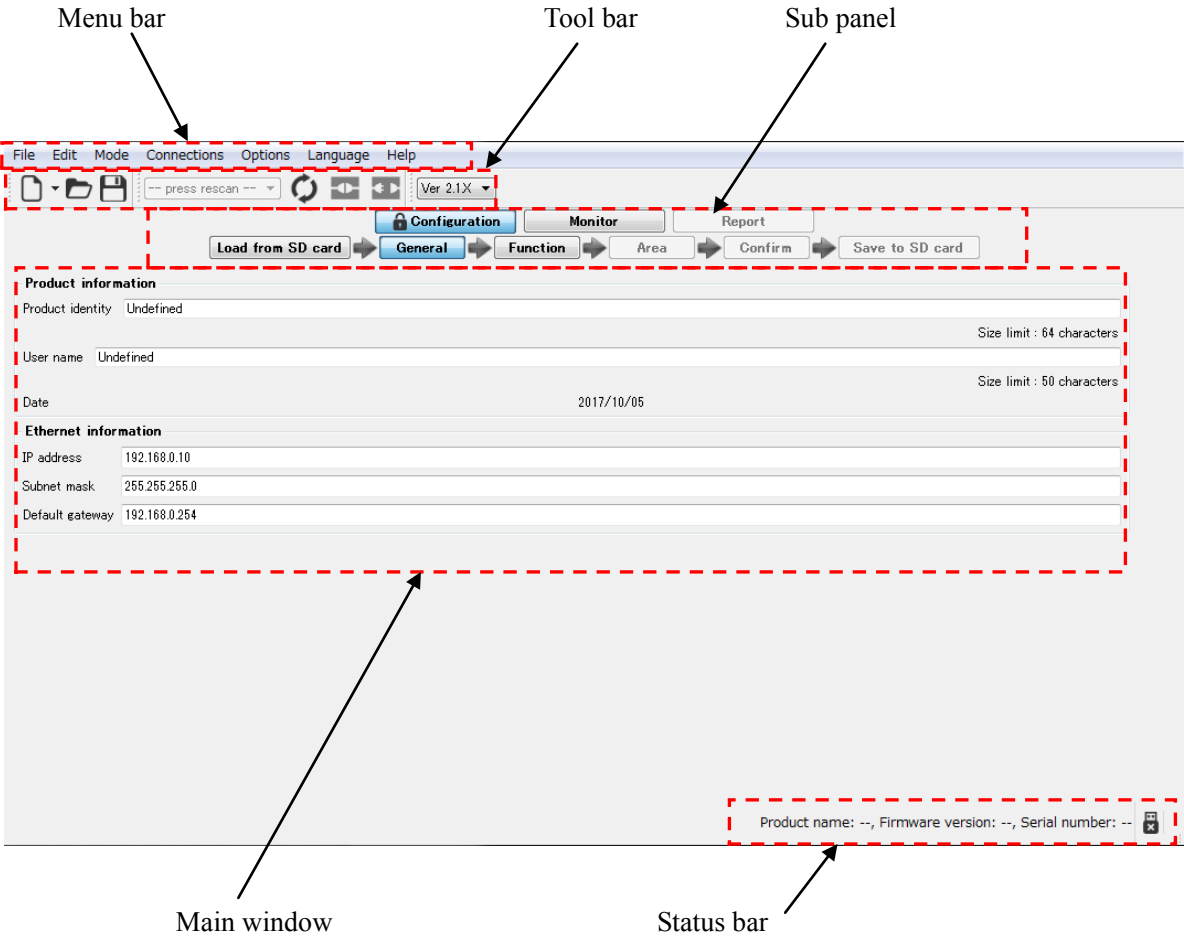 Menu bar Tool bar Sub panel
File Edit Mode Connections Options Language Help
-- press rescan -- Ver 2.1X
Configuration Monitor Report
Load from SD card General Function Area Confirm Save to SD card
Product information
Product identity Undefined
Size limit : 64 characters
User name Undefined
Size limit : 50 characters
Date 2017/10/05
Ethernet information
IP address 192.168.0.10
Subnet mask 255.255.255.0
Default gateway 192.168.0.254
Product name: --, Firmware version: --, Serial number: --
Main window Status bar